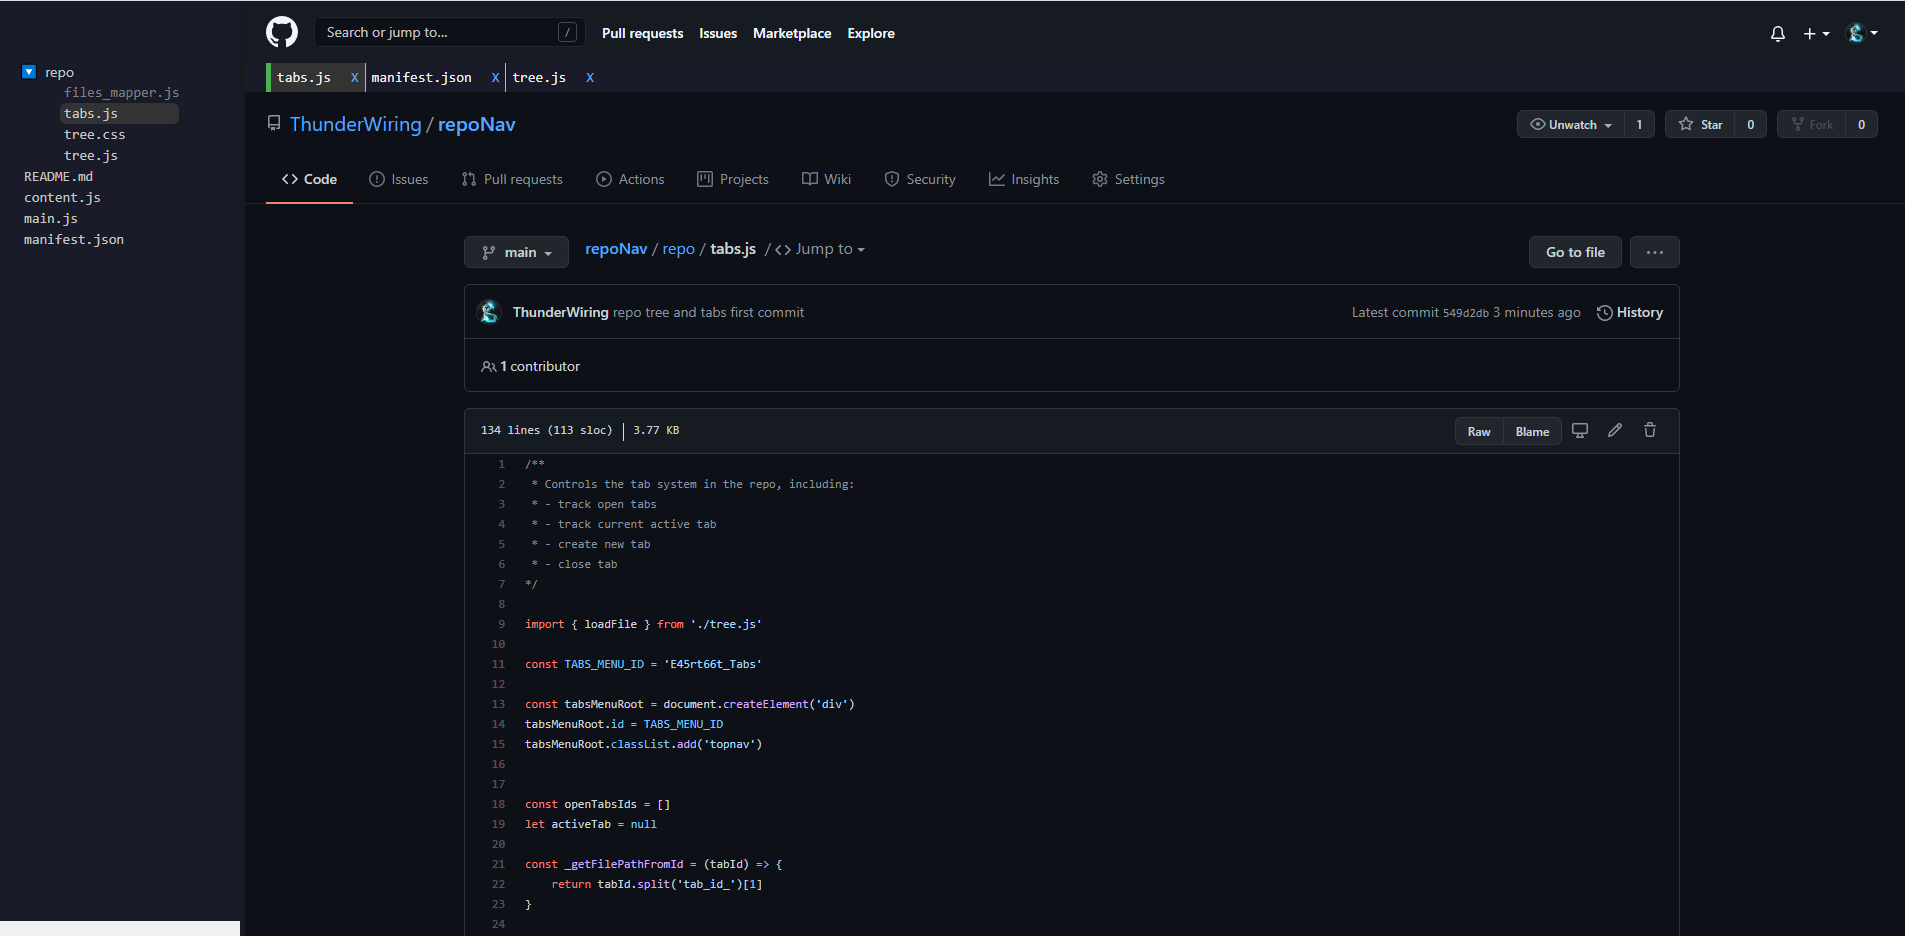 repo
files_mapper.js
tabs.js
tree.css
tree.js
README.md
content.js
main.js
manifest.json
Search or jump to... /
Pull requests Issues Marketplace Explore
tabs.js X manifest.json X tree.js X
ThunderWiring / repoNav
Unwatch 1 Star 0 Fork 0
Code Issues Pull requests Actions Projects Wiki Security Insights Settings
main repoNav / repo / tabs.js / <> Jump to
Go to file ...
ThunderWiring repo tree and tabs first commit
Latest commit 549d2db 3 minutes ago History
1 contributor
134 lines (113 sloc) | 3.77 KB
Raw Blame
1 /**
2 * Controls the tab system in the repo, including:
3 * - track open tabs
4 * - track current active tab
5 * - create new tab
6 * - close tab
7 */
8
9 import { loadFile } from './tree.js'
10
11 const TABS_MENU_ID = 'E45rt66t_Tabs'
12
13 const tabsMenuRoot = document.createElement('div')
14 tabsMenuRoot.id = TABS_MENU_ID
15 tabsMenuRoot.classList.add('topnav')
16
17
18 const openTabsIds = []
19 let activeTab = null
20
21 const _getFilePathFromId = (tabId) => {
22 return tabId.split('tab_id_')[1]
23 }
24